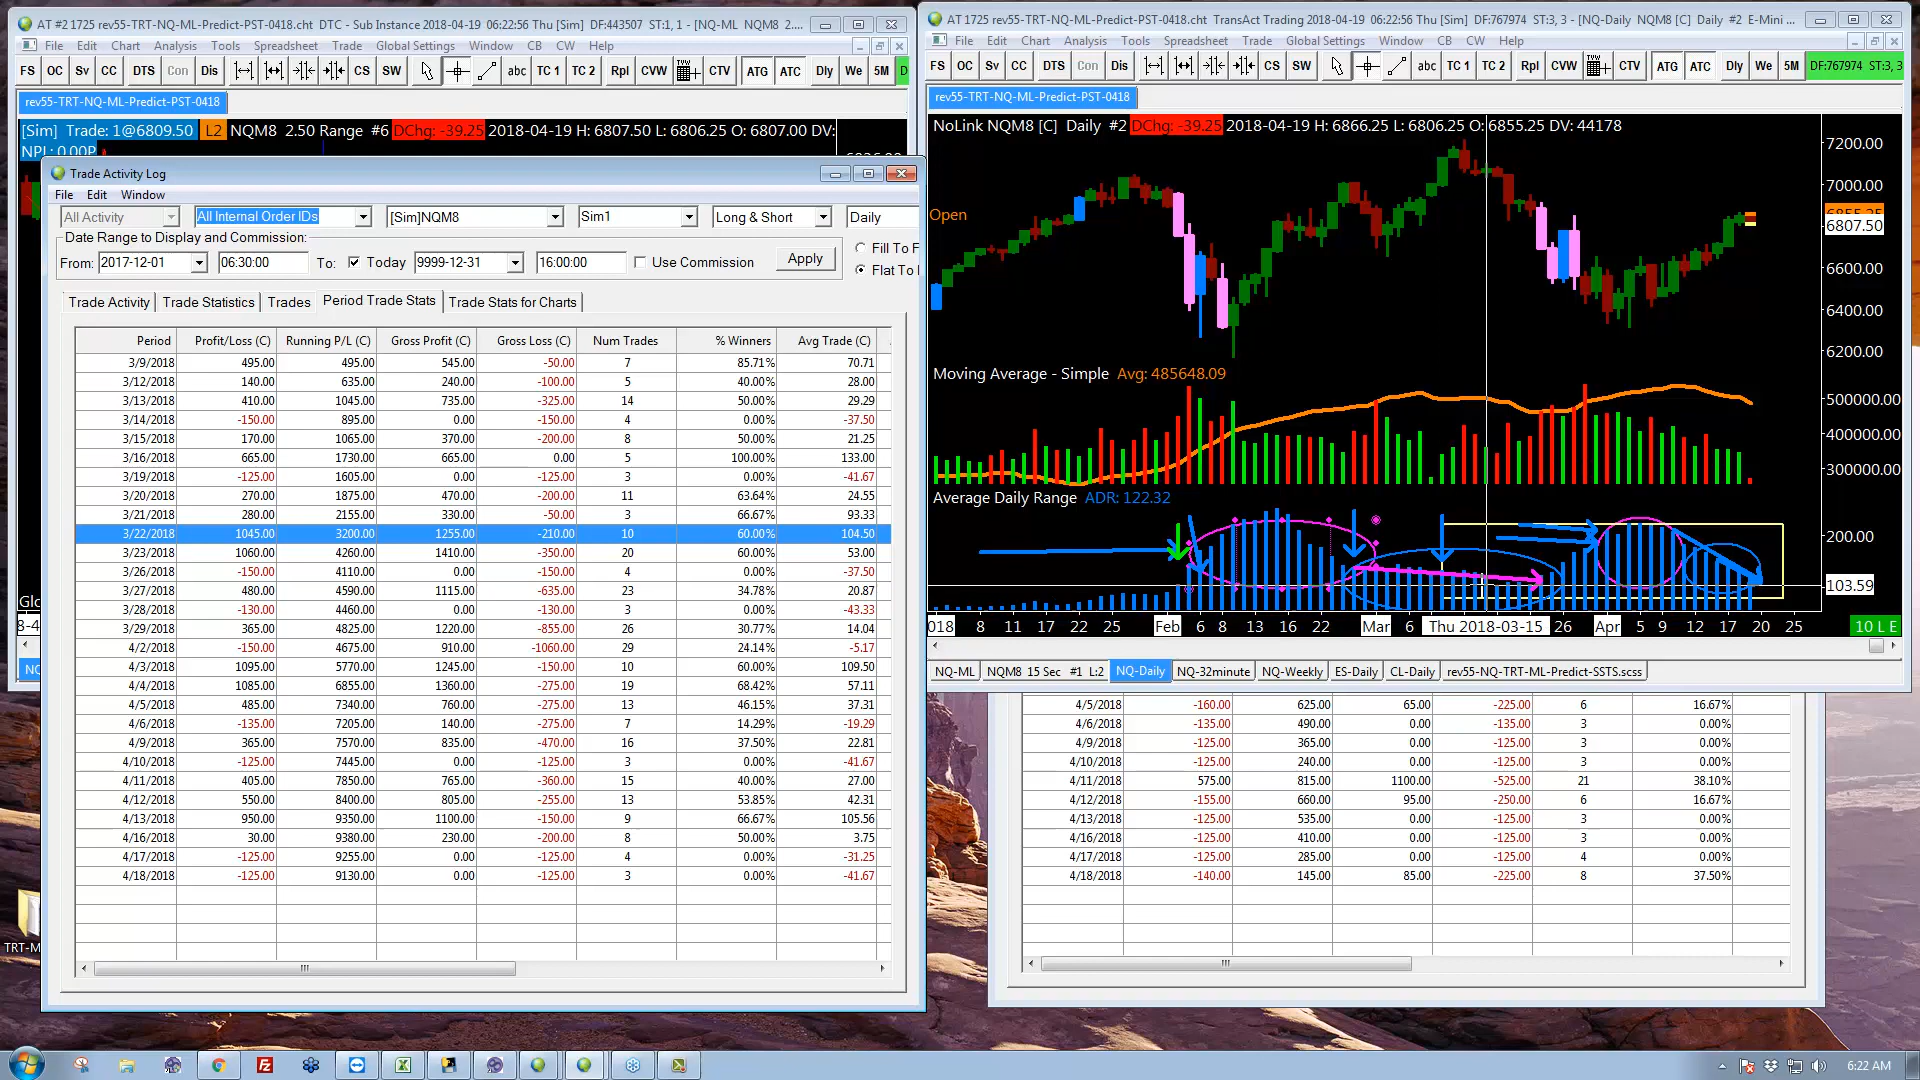 AT #2 1725 rev55-TRT-NQ-ML-Predict-PST-0418.cht DTC - Sub Instance 2018-04-19 06:22:56 Thu [Sim] DF:443507 ST:1, 1 - [NQ-ML NQM8 2....
File Edit Chart Analysis Tools Spreadsheet Trade Global Settings Window CB CW Help
FS OC Sv CC DTS Con Dis CS SW abc TC 1 TC 2 Rpl CVW CTV ATG ATC Dly We 5M D
rev55-TRT-NQ-ML-Predict-PST-0418
[Sim] Trade: 1@6809.50 L2 NQM8 2.50 Range #6 DChg: -39.25 2018-04-19 H: 6807.50 L: 6806.25 O: 6807.00 DV:
NPL: 0.00P
AT 1725 rev55-TRT-NQ-ML-Predict-PST-0418.cht TransAct Trading 2018-04-19 06:22:56 Thu [Sim] DF:767974 ST:3, 3 - [NQ-Daily NQM8 [C] Daily #2 E-Mini ...
File Edit Chart Analysis Tools Spreadsheet Trade Global Settings Window CB CW Help
FS OC Sv CC DTS Con Dis CS SW abc TC 1 TC 2 Rpl CVW CTV ATG ATC Dly We 5M DF:767974 ST:3, 3
rev55-TRT-NQ-ML-Predict-PST-0418
NoLink NQM8 [C] Daily #2 DChg: -39.25 2018-04-19 H: 6866.25 L: 6806.25 O: 6855.25 DV: 44178
Open
7200.00
7000.00
6855.25
6807.50
6600.00
6400.00
6200.00
Moving Average - Simple Avg: 485648.09
500000.00
400000.00
300000.00
Average Daily Range ADR: 122.32
200.00
103.59
018 8 11 17 22 25 Feb 6 8 13 16 22 Mar 6 Thu 2018-03-15 26 Apr 5 9 12 17 20 25 10 L E
NQ-ML NQM8 15 Sec #1 L:2 NQ-Daily NQ-32minute NQ-Weekly ES-Daily CL-Daily rev55-NQ-TRT-ML-Predict-SSTS.scss
Trade Activity Log
File Edit Window
All Activity All Internal Order IDs [Sim]NQM8 Sim1 Long & Short Daily
Date Range to Display and Commission:
From: 2017-12-01 06:30:00 To: Today 9999-12-31 16:00:00 Use Commission Apply
Fill To F
Flat To
Trade Activity Trade Statistics Trades Period Trade Stats Trade Stats for Charts
Period Profit/Loss (C) Running P/L (C) Gross Profit (C) Gross Loss (C) Num Trades % Winners Avg Trade (C)
3/9/2018 495.00 495.00 545.00 -50.00 7 85.71% 70.71
3/12/2018 140.00 635.00 240.00 -100.00 5 40.00% 28.00
3/13/2018 410.00 1045.00 735.00 -325.00 14 50.00% 29.29
3/14/2018 -150.00 895.00 0.00 -150.00 4 0.00% -37.50
3/15/2018 170.00 1065.00 370.00 -200.00 8 50.00% 21.25
3/16/2018 665.00 1730.00 665.00 0.00 5 100.00% 133.00
3/19/2018 -125.00 1605.00 0.00 -125.00 3 0.00% -41.67
3/20/2018 270.00 1875.00 470.00 -200.00 11 63.64% 24.55
3/21/2018 280.00 2155.00 330.00 -50.00 3 66.67% 93.33
3/22/2018 1045.00 3200.00 1255.00 -210.00 10 60.00% 104.50
3/23/2018 1060.00 4260.00 1410.00 -350.00 20 60.00% 53.00
3/26/2018 -150.00 4110.00 0.00 -150.00 4 0.00% -37.50
3/27/2018 480.00 4590.00 1115.00 -635.00 23 34.78% 20.87
3/28/2018 -130.00 4460.00 0.00 -130.00 3 0.00% -43.33
3/29/2018 365.00 4825.00 1220.00 -855.00 26 30.77% 14.04
4/2/2018 -150.00 4675.00 910.00 -1060.00 29 24.14% -5.17
4/3/2018 1095.00 5770.00 1245.00 -150.00 10 60.00% 109.50
4/4/2018 1085.00 6855.00 1360.00 -275.00 19 68.42% 57.11
4/5/2018 485.00 7340.00 760.00 -275.00 13 46.15% 37.31
4/6/2018 -135.00 7205.00 140.00 -275.00 7 14.29% -19.29
4/9/2018 365.00 7570.00 835.00 -470.00 16 37.50% 22.81
4/10/2018 -125.00 7445.00 0.00 -125.00 3 0.00% -41.67
4/11/2018 405.00 7850.00 765.00 -360.00 15 40.00% 27.00
4/12/2018 550.00 8400.00 805.00 -255.00 13 53.85% 42.31
4/13/2018 950.00 9350.00 1100.00 -150.00 9 66.67% 105.56
4/16/2018 30.00 9380.00 230.00 -200.00 8 50.00% 3.75
4/17/2018 -125.00 9255.00 0.00 -125.00 4 0.00% -31.25
4/18/2018 -125.00 9130.00 0.00 -125.00 3 0.00% -41.67
4/5/2018 -160.00 625.00 65.00 -225.00 6 16.67%
4/6/2018 -135.00 490.00 0.00 -135.00 3 0.00%
4/9/2018 -125.00 365.00 0.00 -125.00 3 0.00%
4/10/2018 -125.00 240.00 0.00 -125.00 3 0.00%
4/11/2018 575.00 815.00 1100.00 -525.00 21 38.10%
4/12/2018 -155.00 660.00 95.00 -250.00 6 16.67%
4/13/2018 -125.00 535.00 0.00 -125.00 3 0.00%
4/16/2018 -125.00 410.00 0.00 -125.00 3 0.00%
4/17/2018 -125.00 285.00 0.00 -125.00 4 0.00%
4/18/2018 -140.00 145.00 85.00 -225.00 8 37.50%
Glo
8-4
NQ
TRT-M
6:22 AM